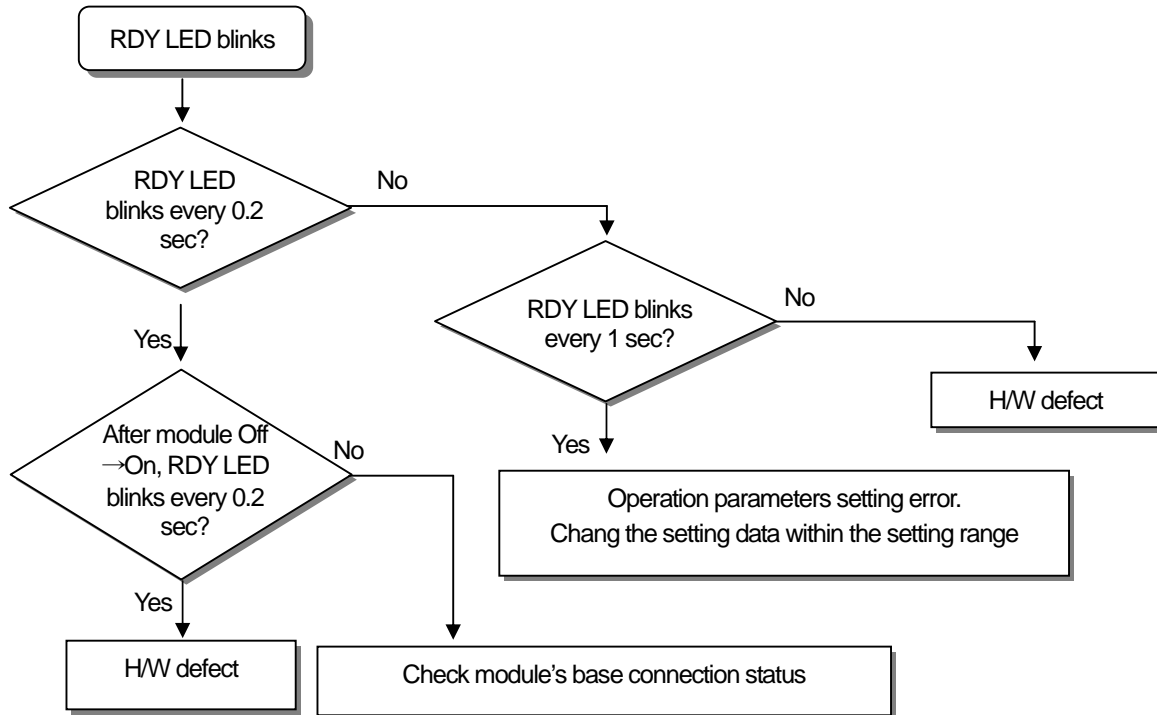 RDY LED blinks
RDY LED
blinks every 0.2
sec?
No
RDY LED blinks
every 1 sec?
No
Yes
H/W defect
After module Off
→On, RDY LED
blinks every 0.2
sec?
No
Yes
Operation parameters setting error.
Chang the setting data within the setting range
Yes
H/W defect
Check module’s base connection status